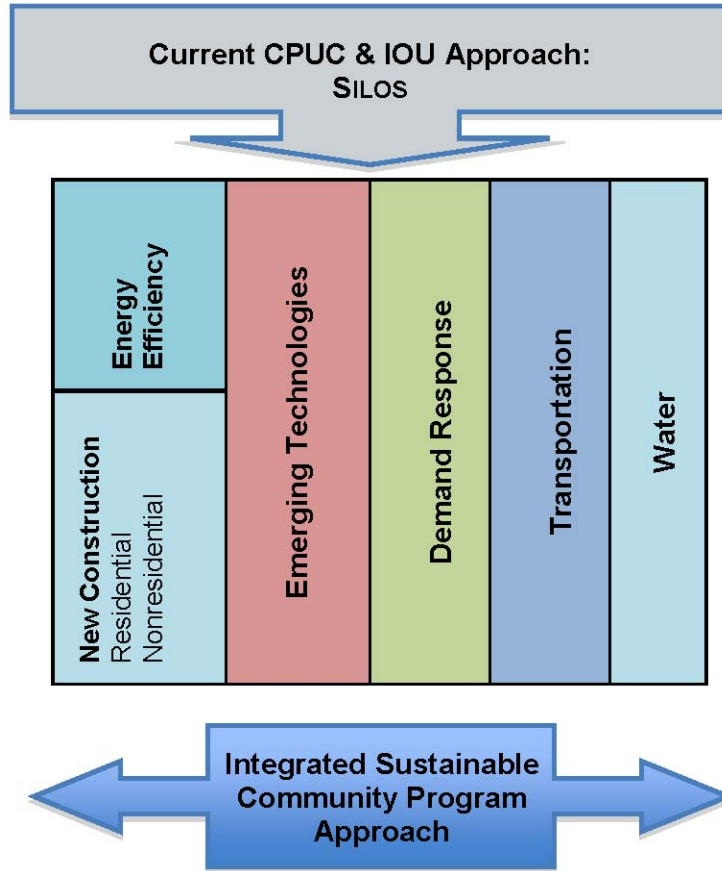 Current CPUC & IOU Approach:
SILOS
Energy
Efficiency
New Construction
Residential
Nonresidential
Emerging Technologies
Demand Response
Transportation
Water
Integrated Sustainable
Community Program
Approach